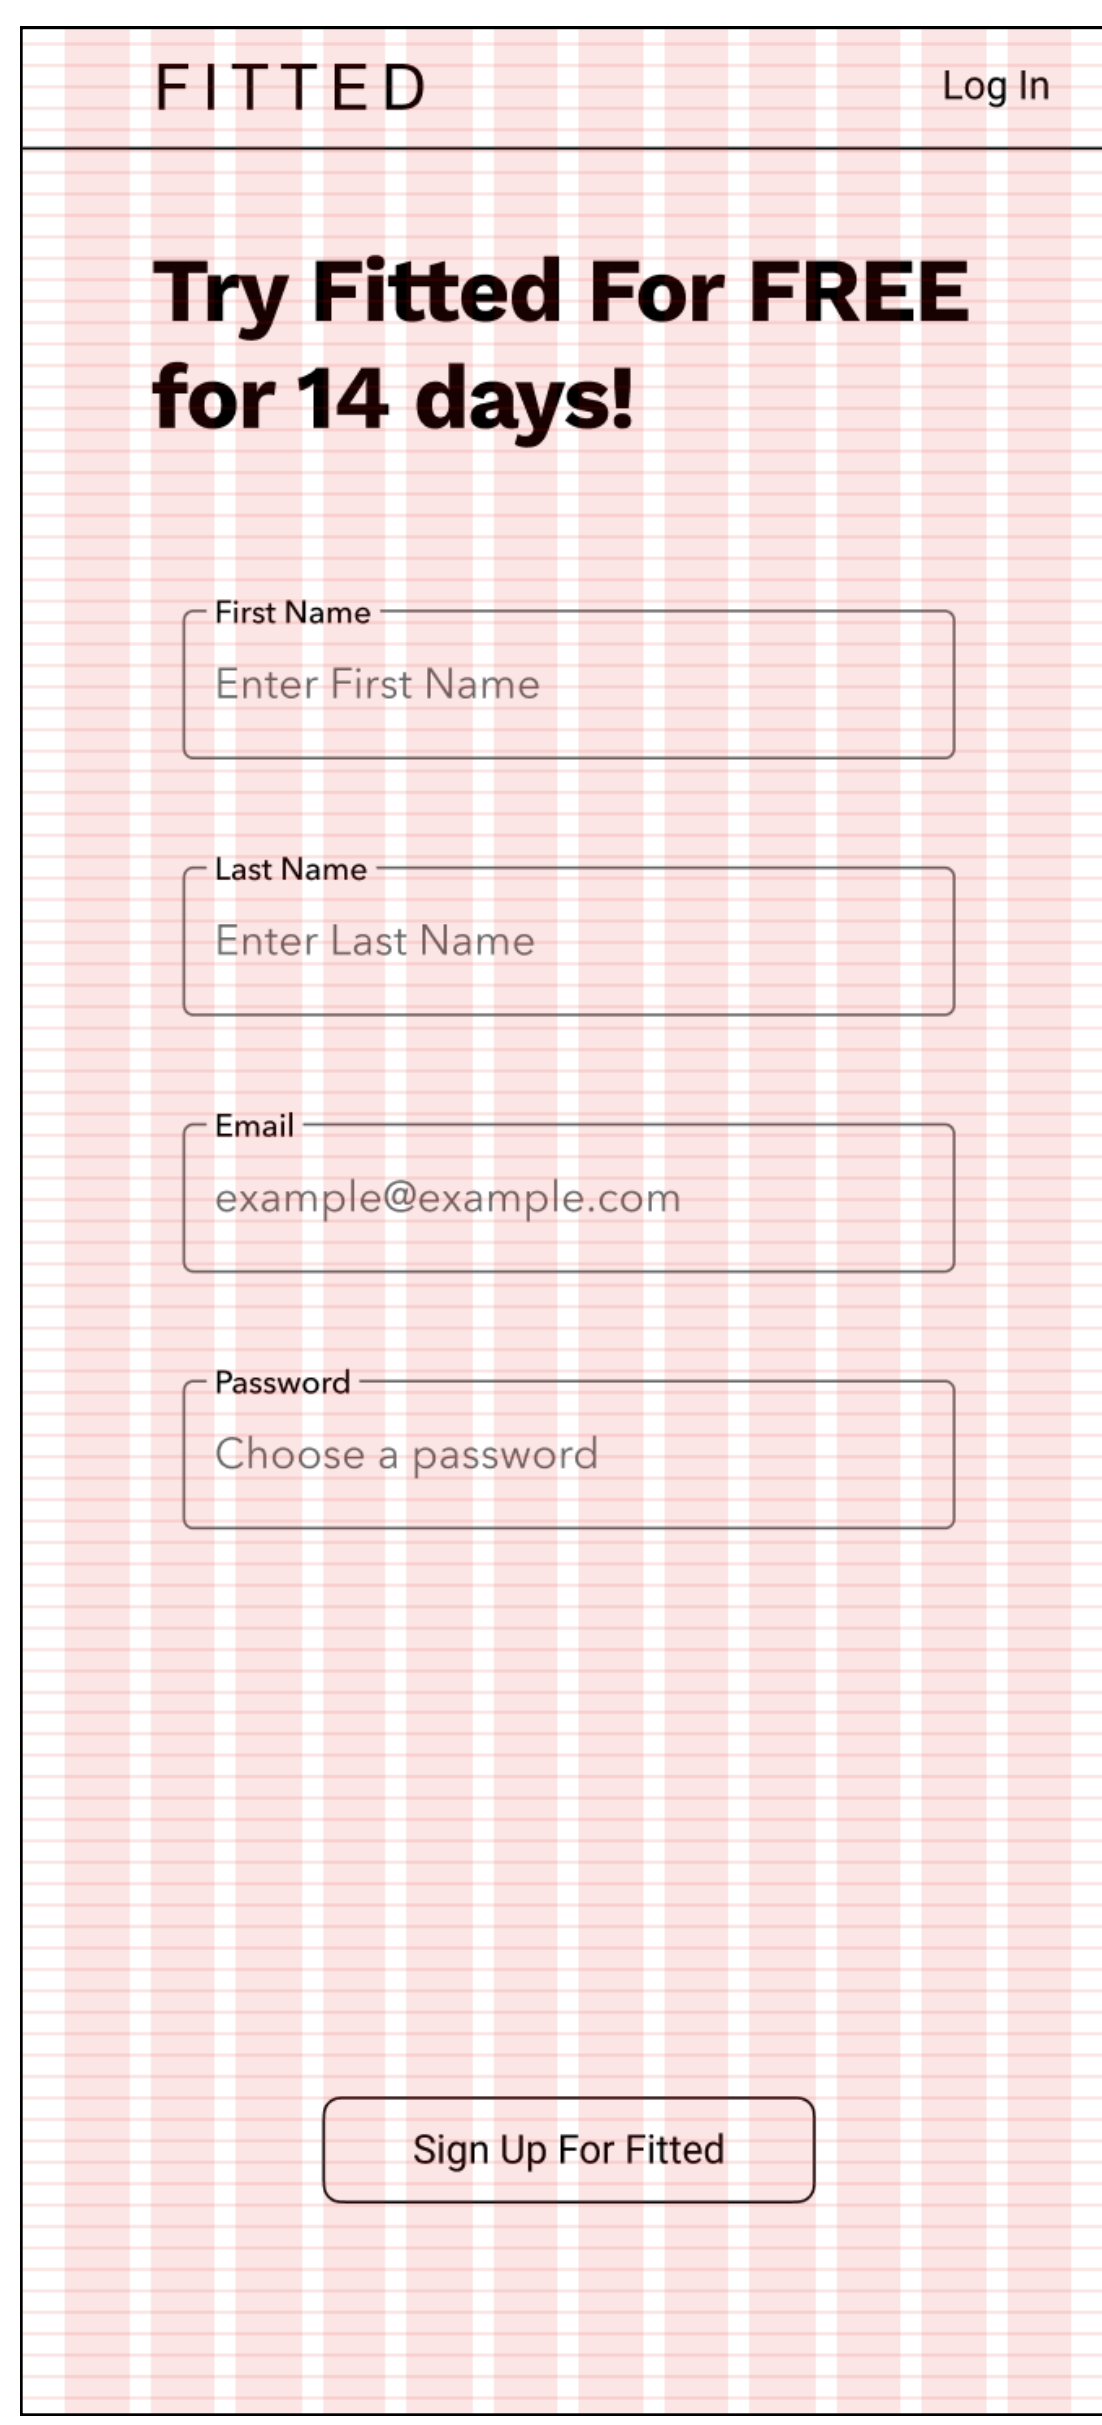 FITTED
Log In
Try Fitted For FREE
for 14 days!
First Name
Enter First Name
Last Name
Enter Last Name
Email
example@example.com
Password
Choose a password
Sign Up For Fitted